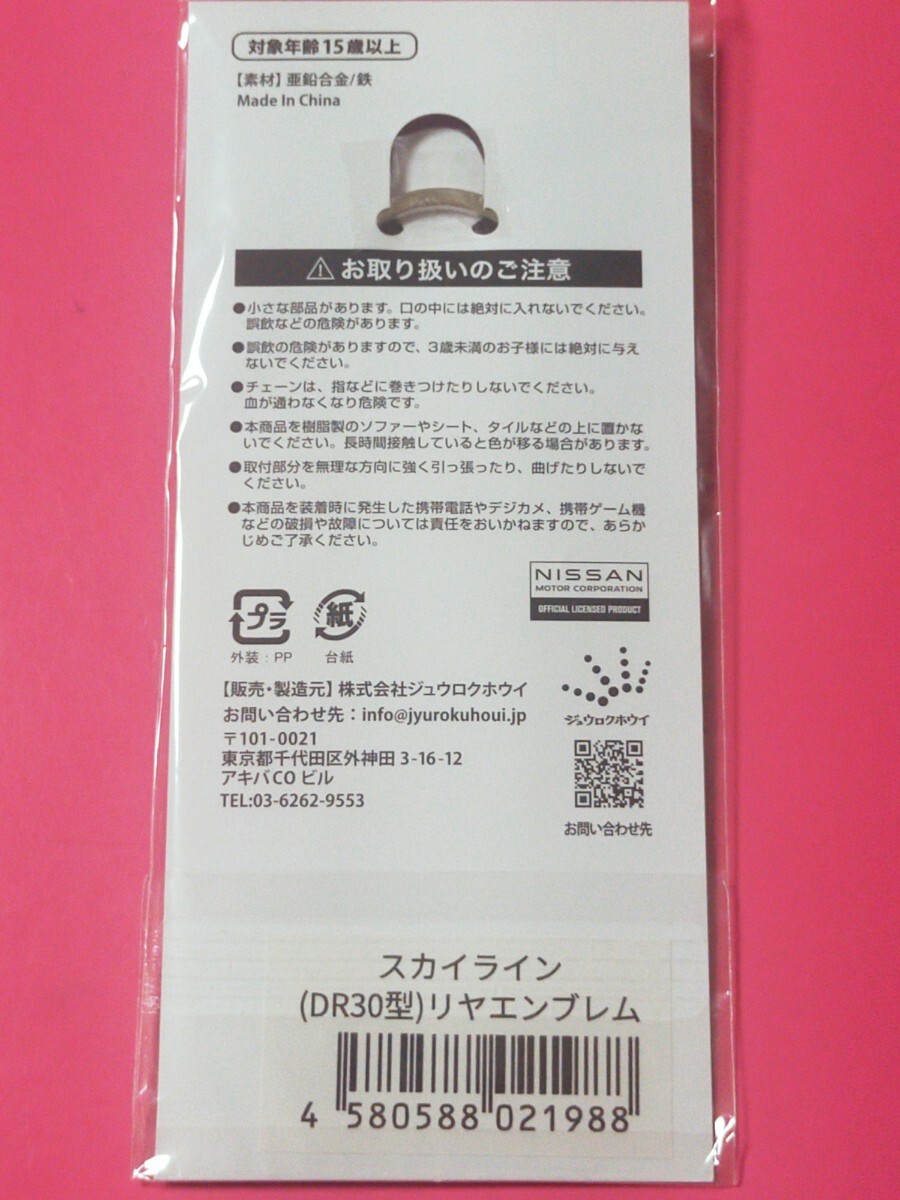 対象年齢15歳以上
【素材】亜鉛合金/鉄
Made In China
お取り扱いのご注意
●小さな部品があります。口の中には絶対に入れないでください。
誤飲などの危険があります。
●誤飲の危険がありますので、3歳未満のお子様には絶対に与え
ないでください。
●チェーンは、指などに巻きつけたりしないでください。
血が通わなくなり危険です。
●本商品を樹脂製のソファーやシート、タイルなどの上に置かな
いでください。長時間接触していると色が移る場合があります。
●取付部分を無理な方向に強く引っ張ったり、曲げたりしないで
ください。
●本商品を装着時に発生した携帯電話やデジカメ、携帯ゲーム機
などの破損や故障については責任をおいかねますので、あらか
じめご了承ください。
NISSAN
MOTOR CORPORATION
OFFICIAL LICENSED PRODUCT
プラ
紙
外装:PP
台紙
【販売・製造元】株式会社ジュウロクホウイ
お問い合わせ先:info@jyurokuhoui.jp
〒101-0021
東京都千代田区外神田 3-16-12
アキバCO ビル
TEL:03-6262-9553
ジュウロクホウイ
お問い合わせ先
スカイライン
(DR30型)リヤエンブレム
4 580588 021988